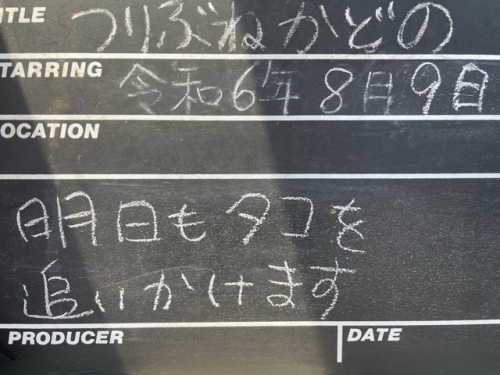 ITLE つりぶねかどの
TARRING 令和6年8月9日
OCATION
明日もタコを
追いかけます
PRODUCER DATE